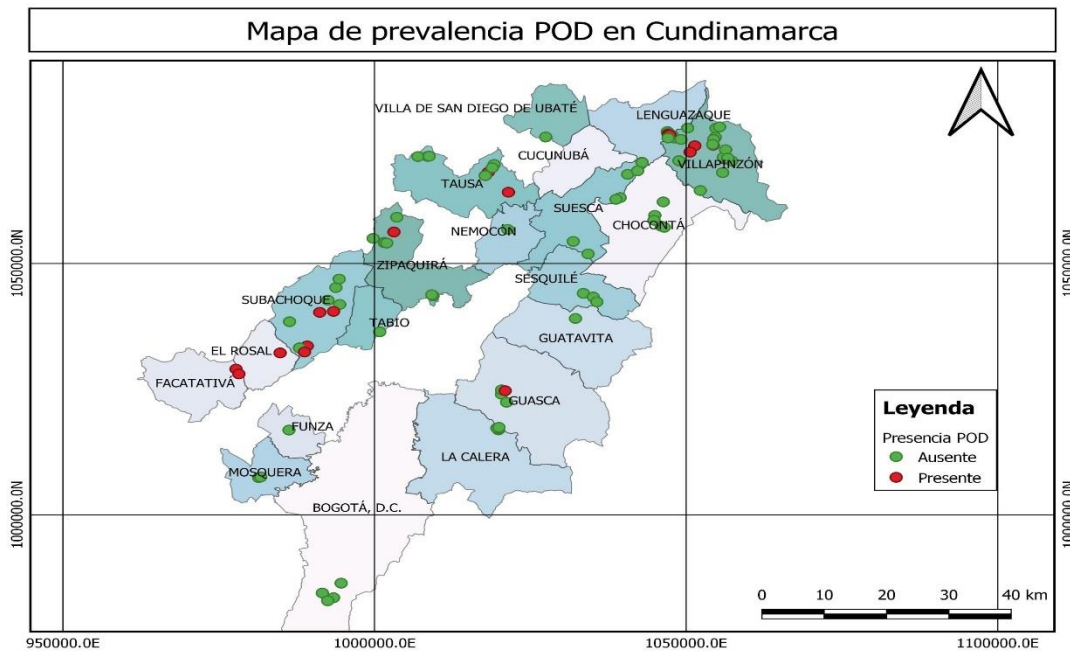 Mapa de prevalencia POD en Cundinamarca
VILLA DE SAN DIEGO DE UBATÉ
LENGUAZAQUE
CUCUNUBÁ
VILLAPINZÓN
TAUSA
SUESCA
CHOCONTÁ
NEMOCÓN
ZIPAQUIRÁ
SESQUILÉ
SUBACHOQUE
TABIO
GUATAVITA
EL ROSAL
FACATATIVÁ
GUASCA
FUNZA
LA CALERA
MOSQUERA
BOGOTÁ, D.C.
Leyenda
Presencia POD
Ausente
Presente
1050000.0N
1050000.0N
1000000.0N
1000000.0N
0 10 20 30 40 km
950000.0E 1000000.0E 1050000.0E 1100000.0E